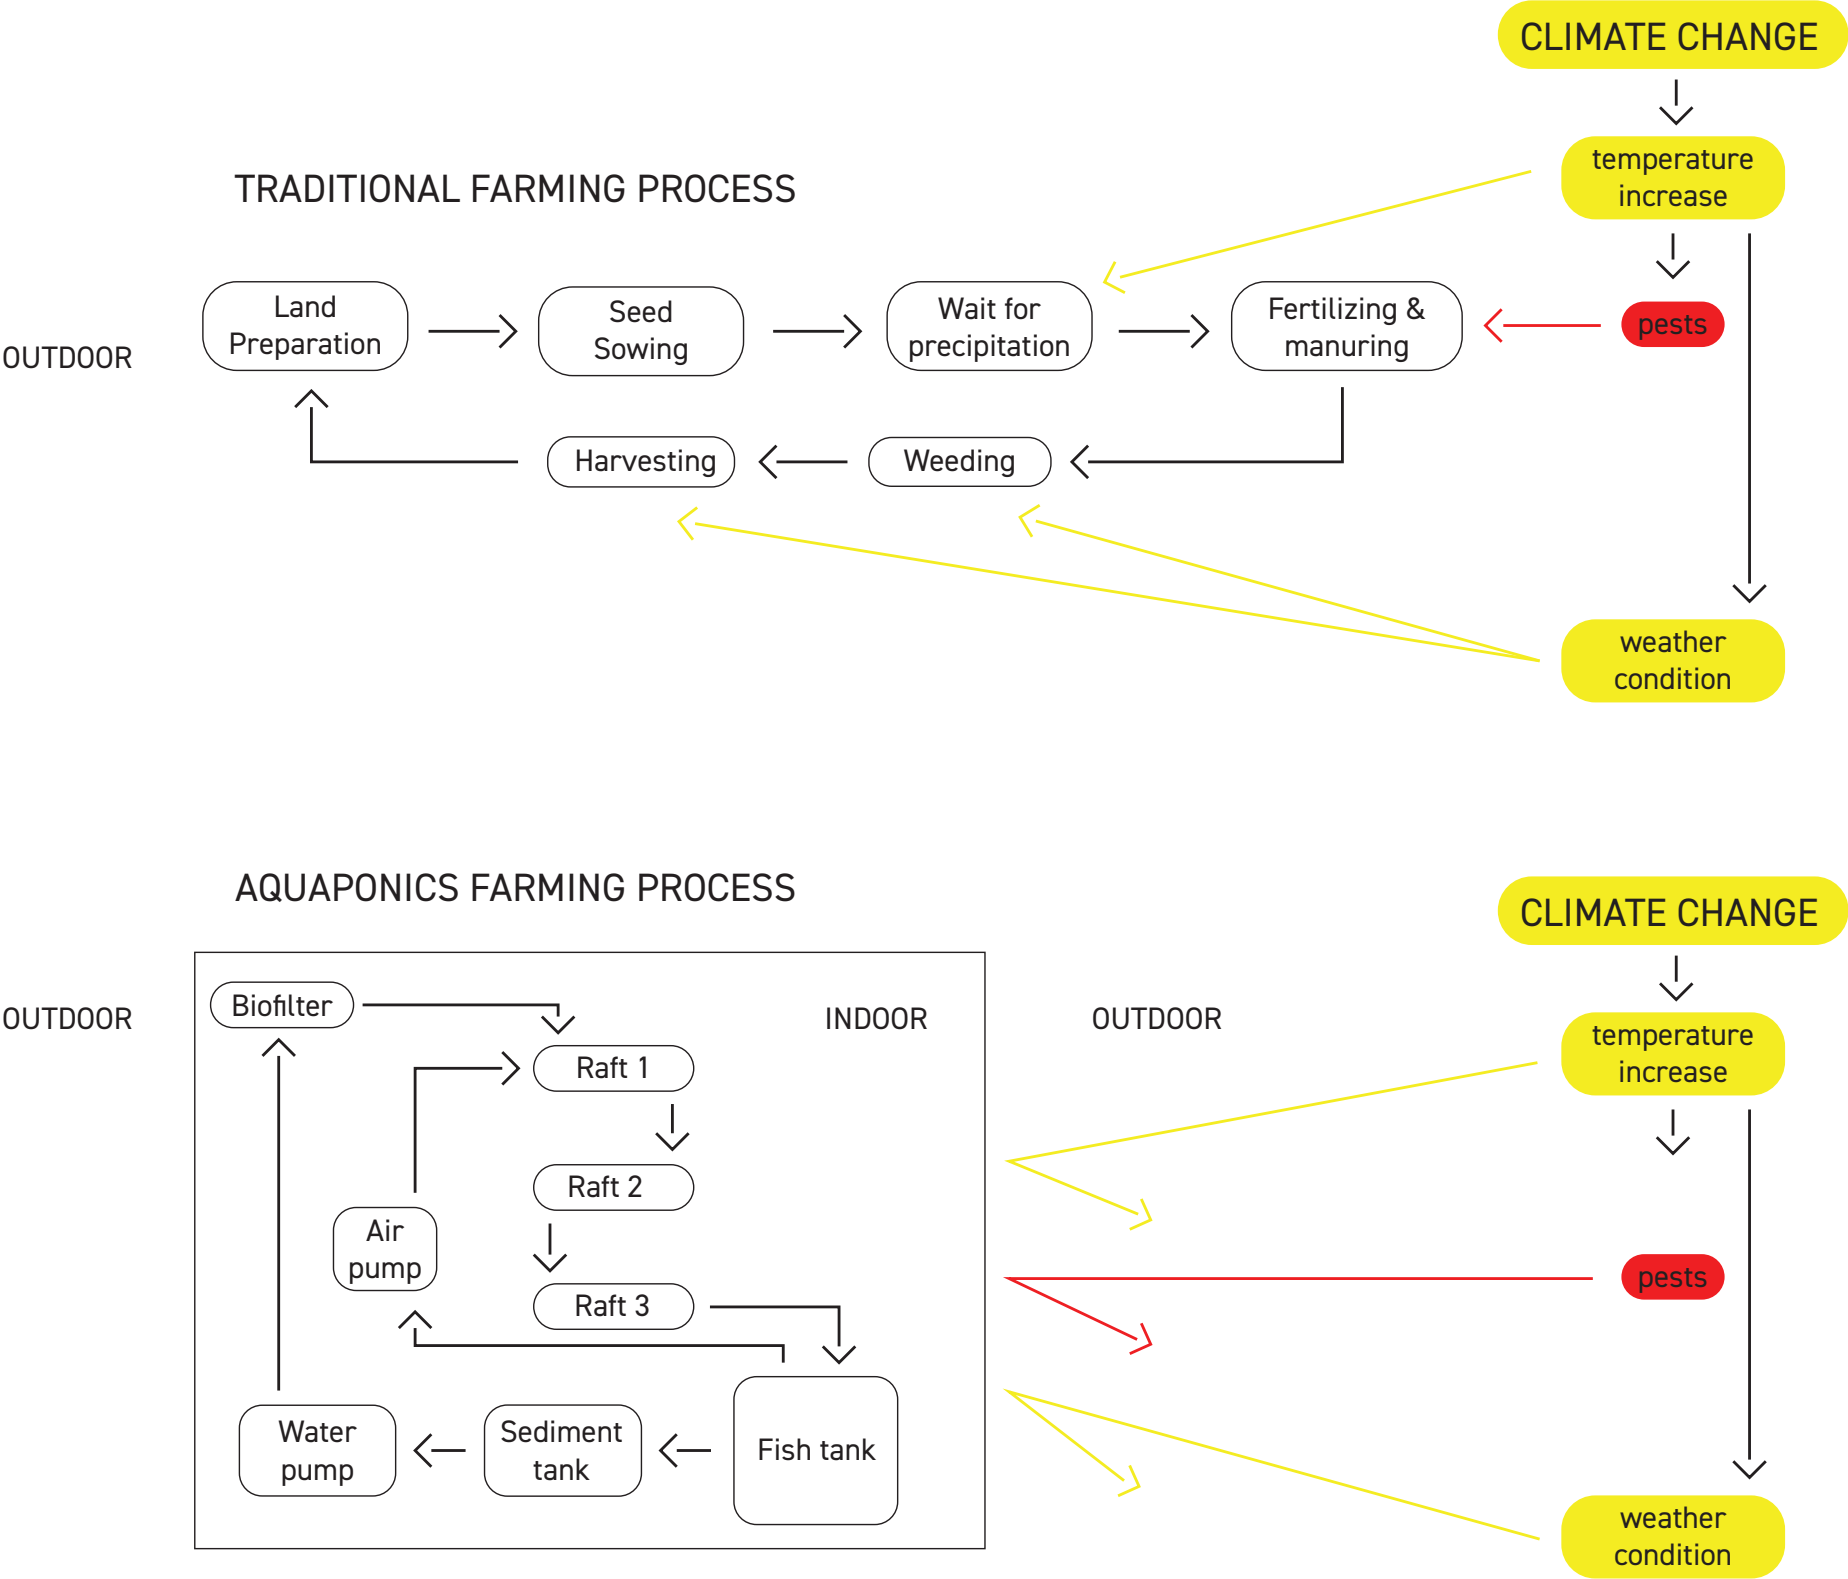 CLIMATE CHANGE
temperature
increase
TRADITIONAL FARMING PROCESS
OUTDOOR
Land
Preparation
Seed
Sowing
Wait for
precipitation
Fertilizing &
manuring
pests
Harvesting
Weeding
weather
condition
AQUAPONICS FARMING PROCESS
CLIMATE CHANGE
OUTDOOR
Biofilter
INDOOR
OUTDOOR
temperature
increase
Raft 1
Raft 2
Air
pump
Raft 3
pests
Water
pump
Sediment
tank
Fish tank
weather
condition